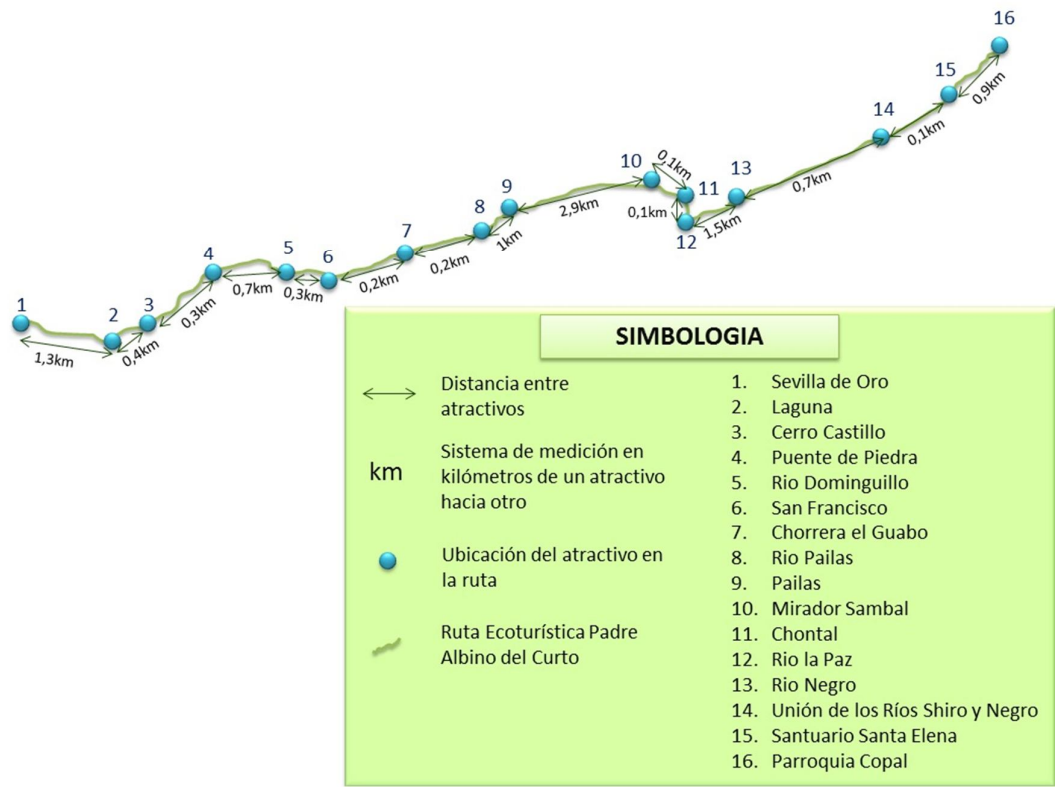 16
15
0,9km
14
0,1km
10
0,1km
13
0,7km
9
11
8
2,9km
0,1km
7
1km
12
1,5km
4
5
6
0,2km
0,7km
0,3km
0,2km
1
2
3
0,3km
1,3km
0,4km
SIMBOLOGIA
Distancia entre
atractivos
km
Sistema de medición en
kilómetros de un atractivo
hacia otro
Ubicación del atractivo en
la ruta
Ruta Ecoturística Padre
Albino del Curto
1. Sevilla de Oro
2. Laguna
3. Cerro Castillo
4. Puente de Piedra
5. Rio Dominguillo
6. San Francisco
7. Chorrera el Guabo
8. Rio Pailas
9. Pailas
10. Mirador Sambal
11. Chontal
12. Rio la Paz
13. Rio Negro
14. Unión de los Ríos Shiro y Negro
15. Santuario Santa Elena
16. Parroquia Copal